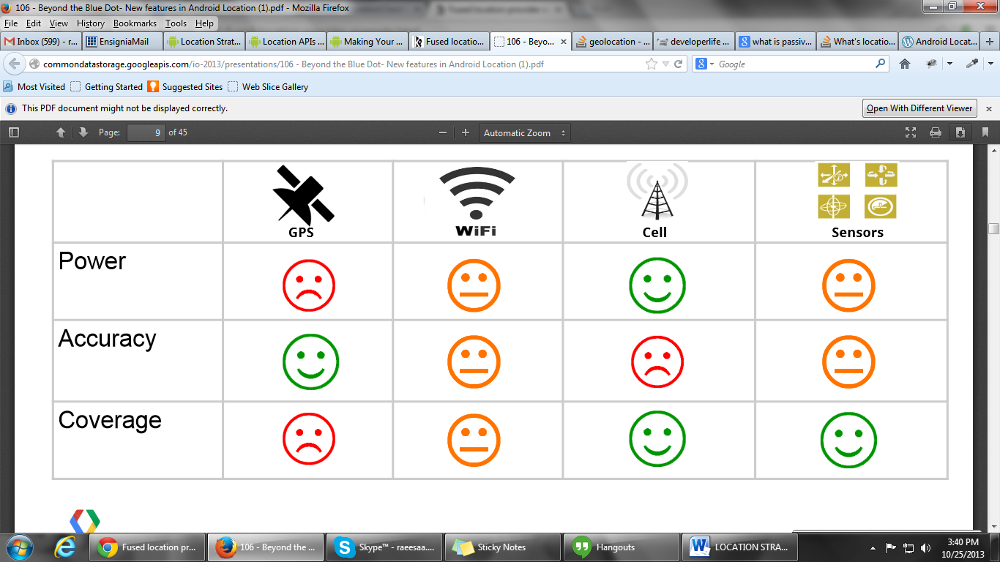 106 - Beyond the Blue Dot- New features in Android Location (1).pdf - Mozilla Firefox
File Edit View History Bookmarks Tools Help
Inbox (599) - r... EnsigniaMail Location Strat... Location APIs ... Making Your ... Fused locatio... 106 - Beyo... geolocation - ... developerlife ... what is passiv... What's locatio... Android Locat...
commondatastorage.googleapis.com/io-2013/presentations/106 - Beyond the Blue Dot- New features in Android Location (1).pdf Google
Most Visited Getting Started Suggested Sites Web Slice Gallery
This PDF document might not be displayed correctly. Open With Different Viewer
Page: 9 of 45 Automatic Zoom
GPS WiFi Cell Sensors
Power
Accuracy
Coverage
Fused location pr... 106 - Beyond the ... Skype™ - raeesaa.... Sticky Notes Hangouts LOCATION STRA... 3:40 PM
10/25/2013